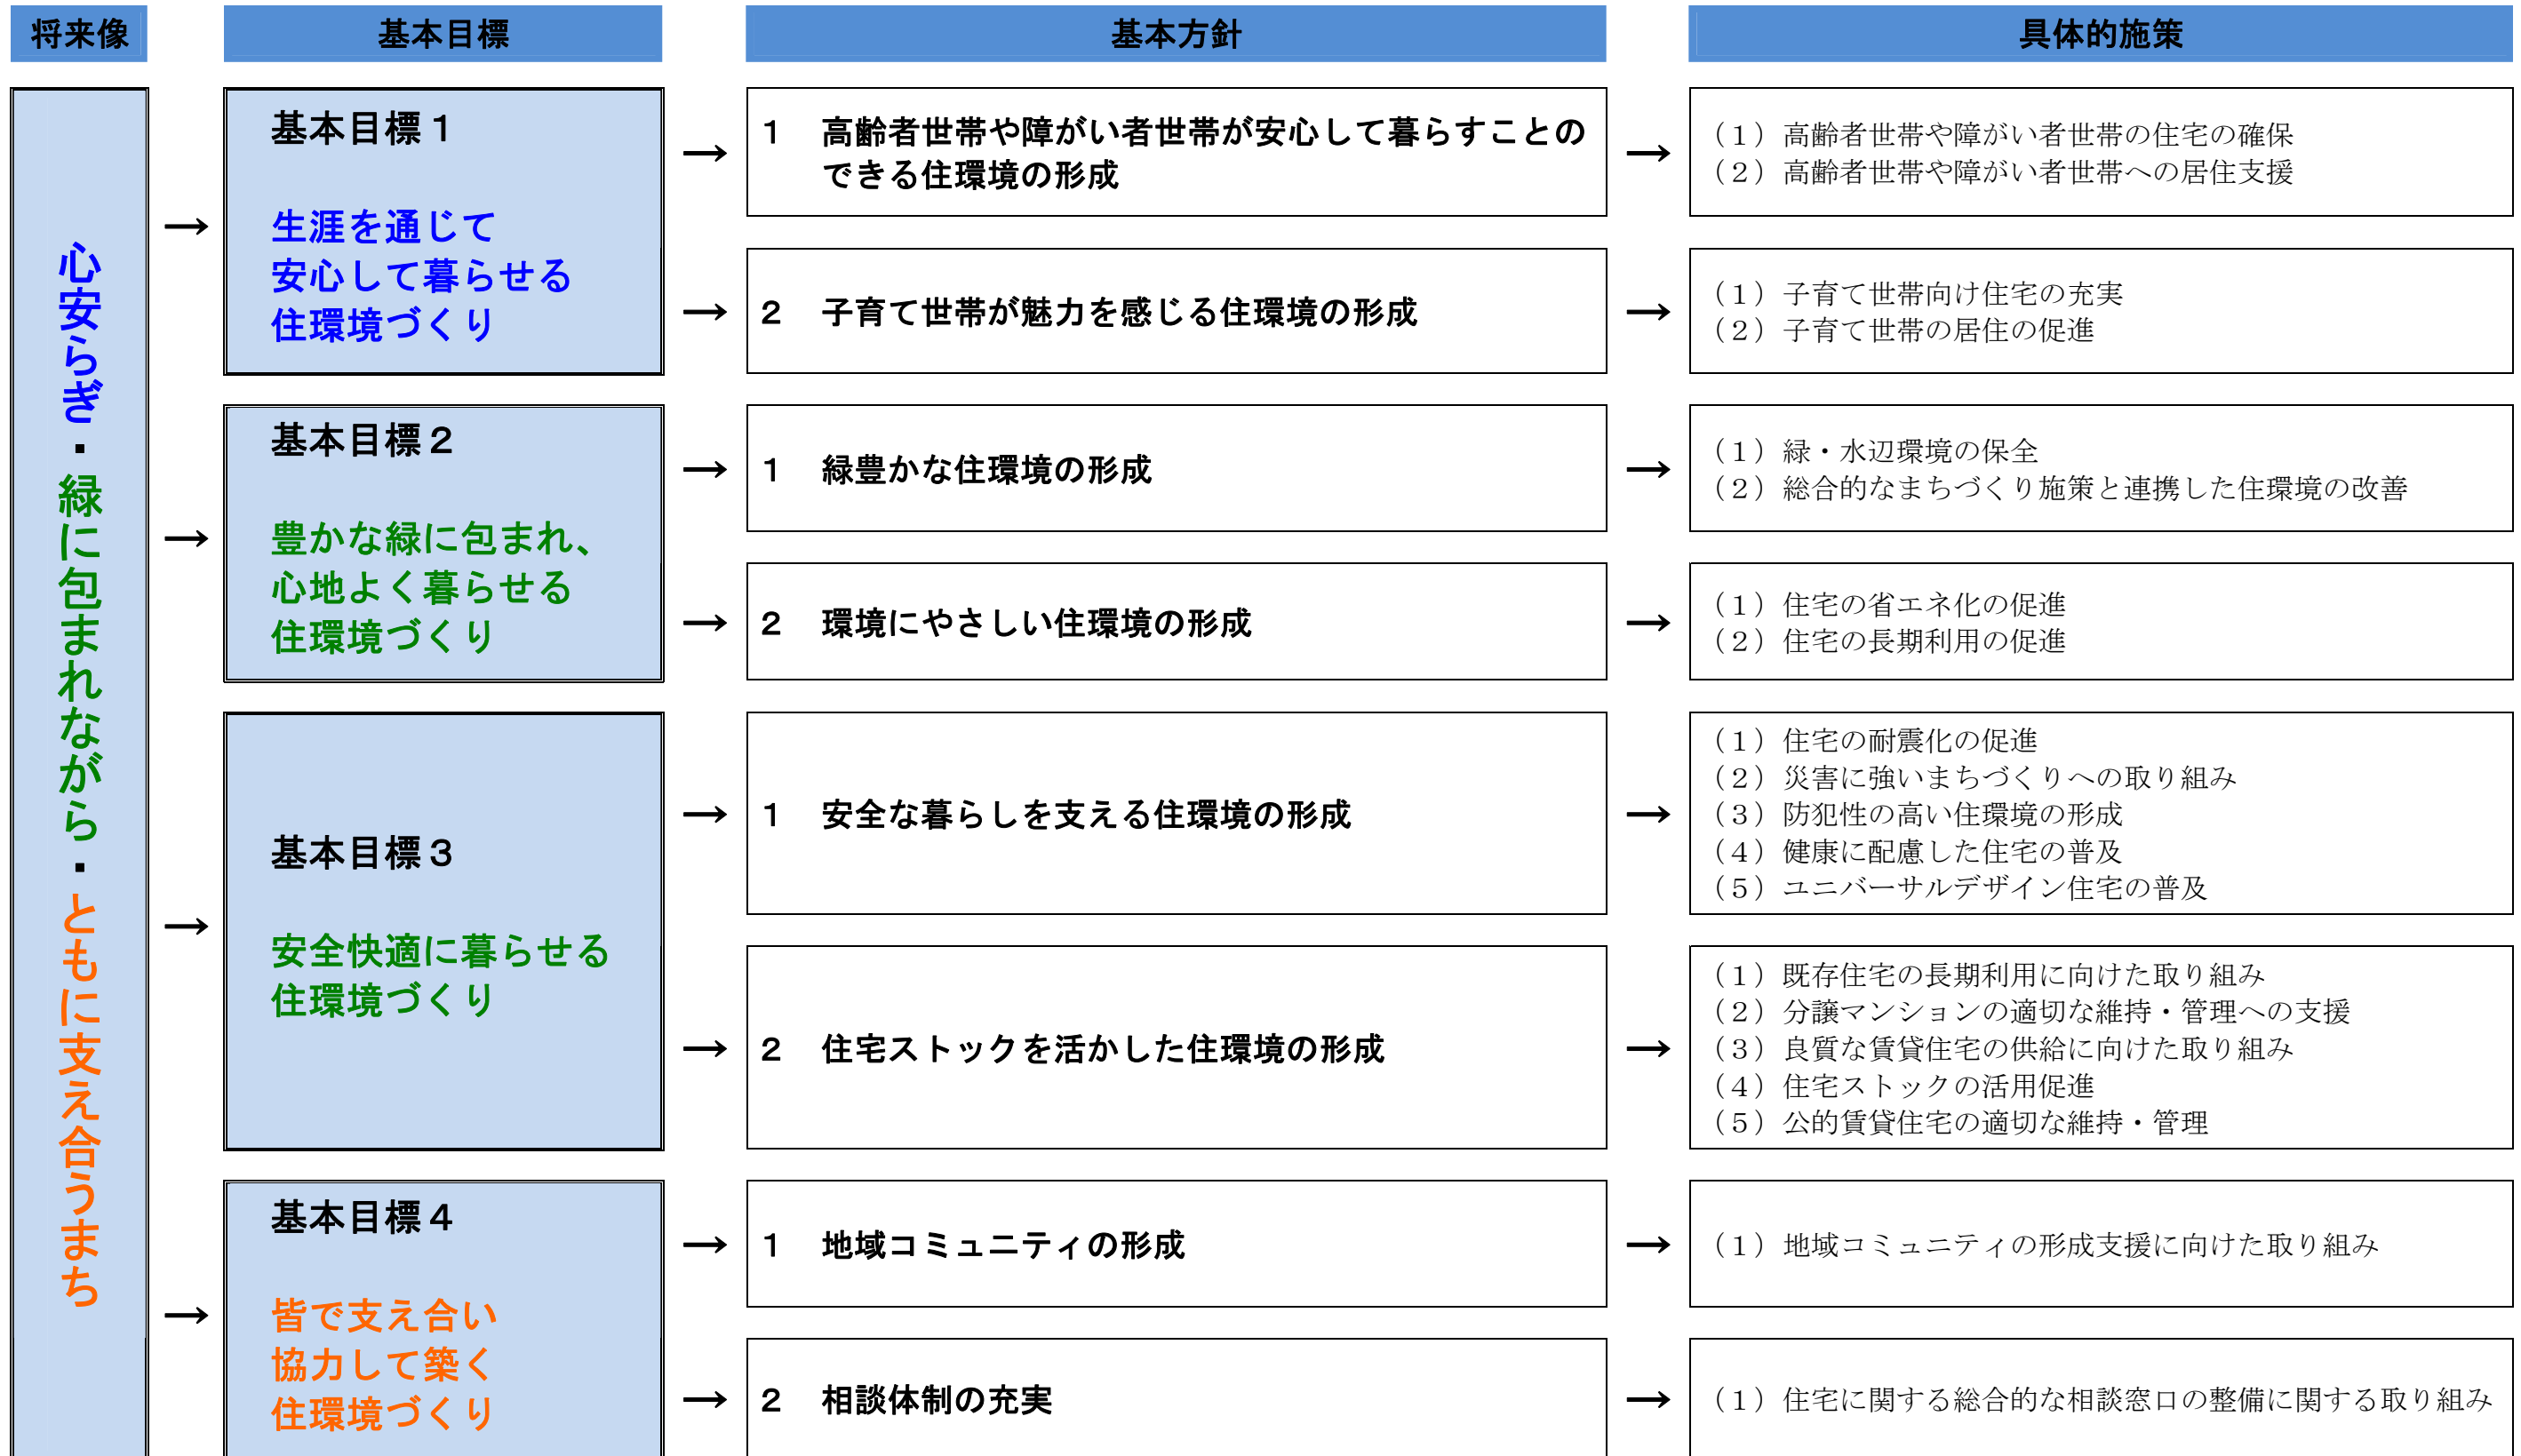 将来像
基本目標
基本方針
具体的施策
心安らぎ・緑に包まれながら・ともに支え合うまち
→
基本目標１
生涯を通じて
安心して暮らせる
住環境づくり
→
１　高齢者世帯や障がい者世帯が安心して暮らすことの
できる住環境の形成
→
（１）高齢者世帯や障がい者世帯の住宅の確保
（２）高齢者世帯や障がい者世帯への居住支援
→
２　子育て世帯が魅力を感じる住環境の形成
→
（１）子育て世帯向け住宅の充実
（２）子育て世帯の居住の促進
→
基本目標２
豊かな緑に包まれ、
心地よく暮らせる
住環境づくり
→
１　緑豊かな住環境の形成
→
（１）緑・水辺環境の保全
（２）総合的なまちづくり施策と連携した住環境の改善
→
２　環境にやさしい住環境の形成
→
（１）住宅の省エネ化の促進
（２）住宅の長期利用の促進
→
基本目標３
安全快適に暮らせる
住環境づくり
→
１　安全な暮らしを支える住環境の形成
→
（１）住宅の耐震化の促進
（２）災害に強いまちづくりへの取り組み
（３）防犯性の高い住環境の形成
（４）健康に配慮した住宅の普及
（５）ユニバーサルデザイン住宅の普及
→
２　住宅ストックを活かした住環境の形成
→
（１）既存住宅の長期利用に向けた取り組み
（２）分譲マンションの適切な維持・管理への支援
（３）良質な賃貸住宅の供給に向けた取り組み
（４）住宅ストックの活用促進
（５）公的賃貸住宅の適切な維持・管理
→
基本目標４
皆で支え合い
協力して築く
住環境づくり
→
１　地域コミュニティの形成
→
（１）地域コミュニティの形成支援に向けた取り組み
→
２　相談体制の充実
→
（１）住宅に関する総合的な相談窓口の整備に関する取り組み